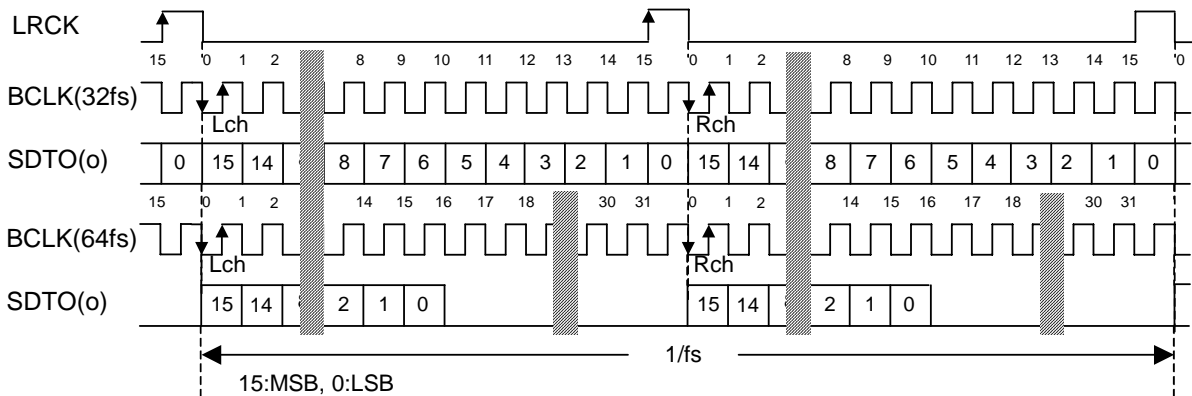 LRCK
15 0 1 2 8 9 10 11 12 13 14 15 0 1 2 8 9 10 11 12 13 14 15 0
BCLK(32fs)
Lch Rch
SDTO(o) 0 15 14 8 7 6 5 4 3 2 1 0 15 14 8 7 6 5 4 3 2 1 0
15 0 1 2 14 15 16 17 18 30 31 0 1 2 14 15 16 17 18 30 31
BCLK(64fs)
Lch Rch
SDTO(o) 15 14 2 1 0 15 14 2 1 0
1/fs
15:MSB, 0:LSB